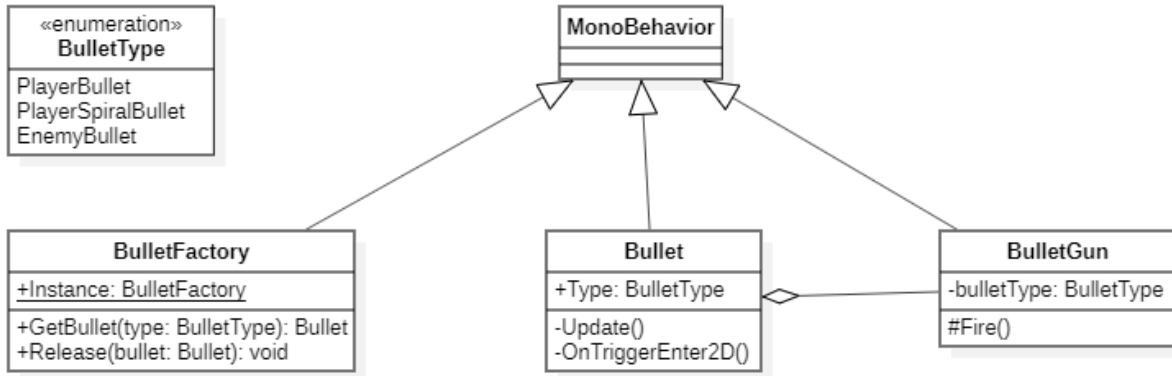 «enumeration»
BulletType
PlayerBullet
PlayerSpiralBullet
EnemyBullet
MonoBehavior
BulletFactory
+Instance: BulletFactory
+GetBullet(type: BulletType): Bullet
+Release(bullet: Bullet): void
Bullet
+Type: BulletType
-Update()
-OnTriggerEnter2D()
BulletGun
-bulletType: BulletType
#Fire()